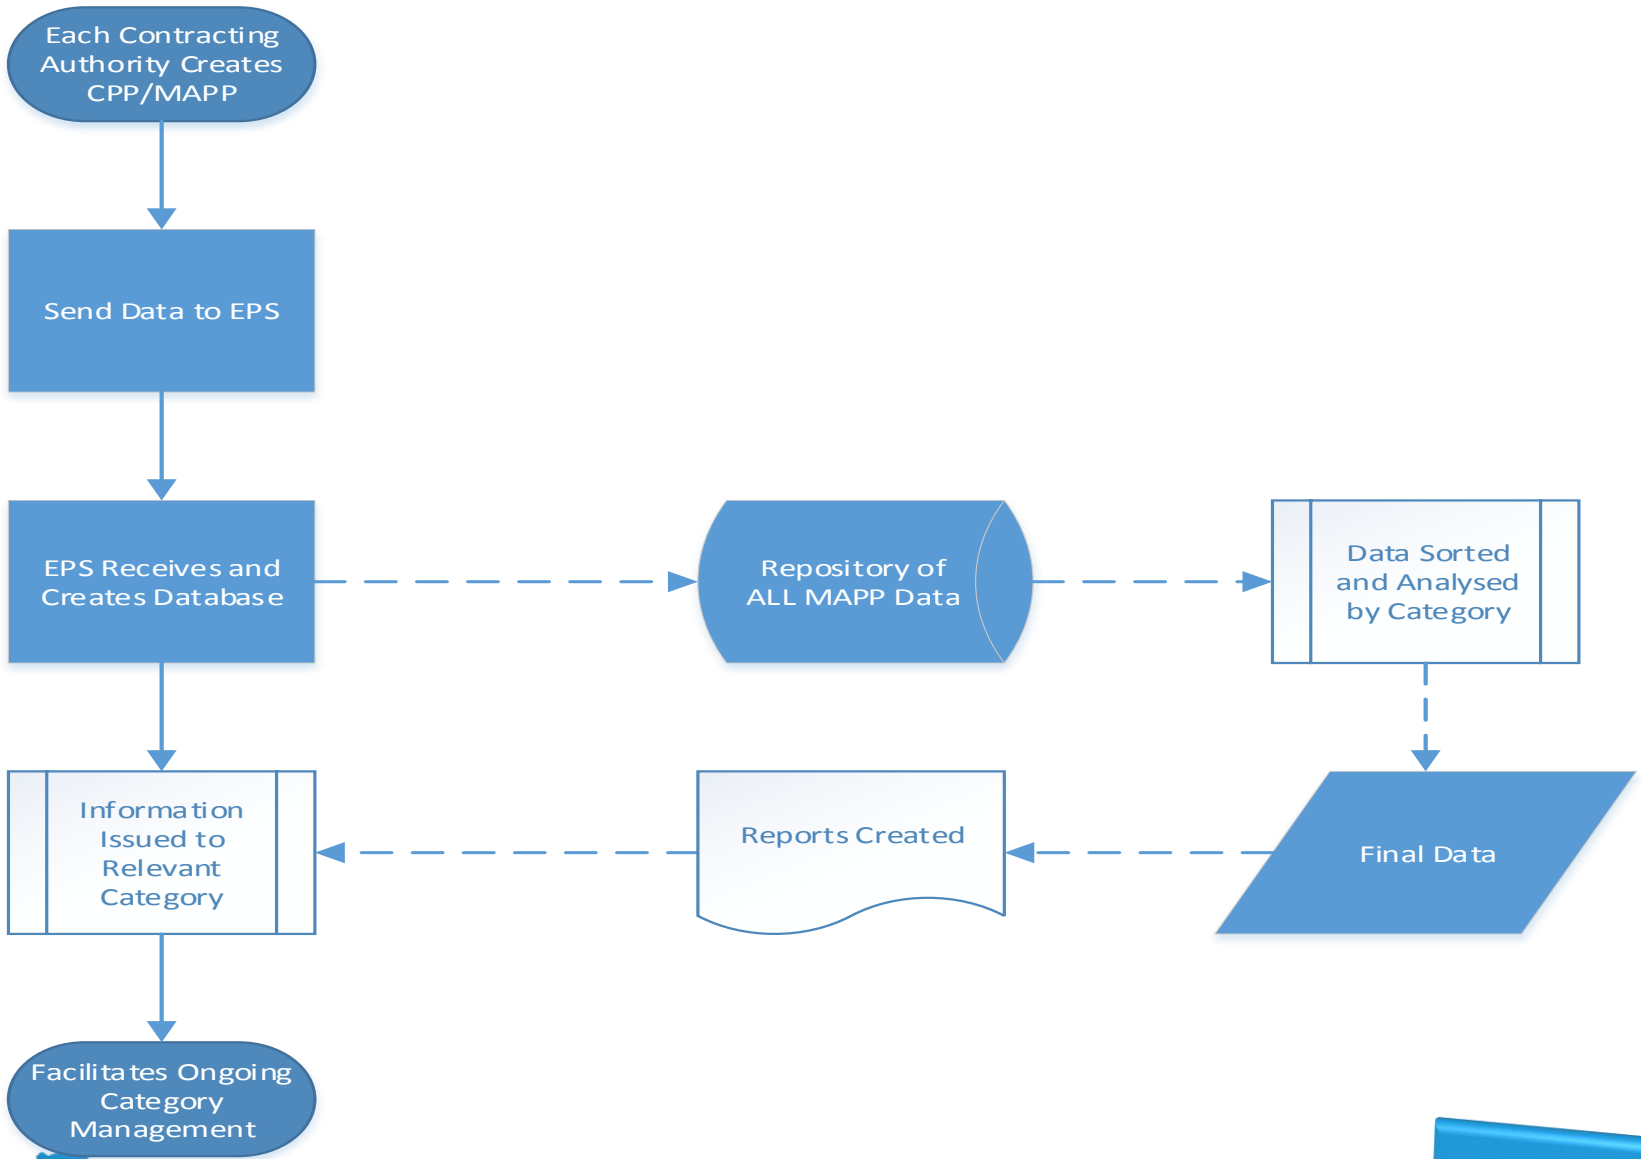 Each Contracting
Authority Creates
CPP/MAPP
Send Data to EPS
EPS Receives and
Creates Database
Repository of
ALL MAPP Data
Data Sorted
and Analysed
by Category
Information
Issued to
Relevant
Category
Reports Created
Final Data
Facilitates Ongoing
Category
Management